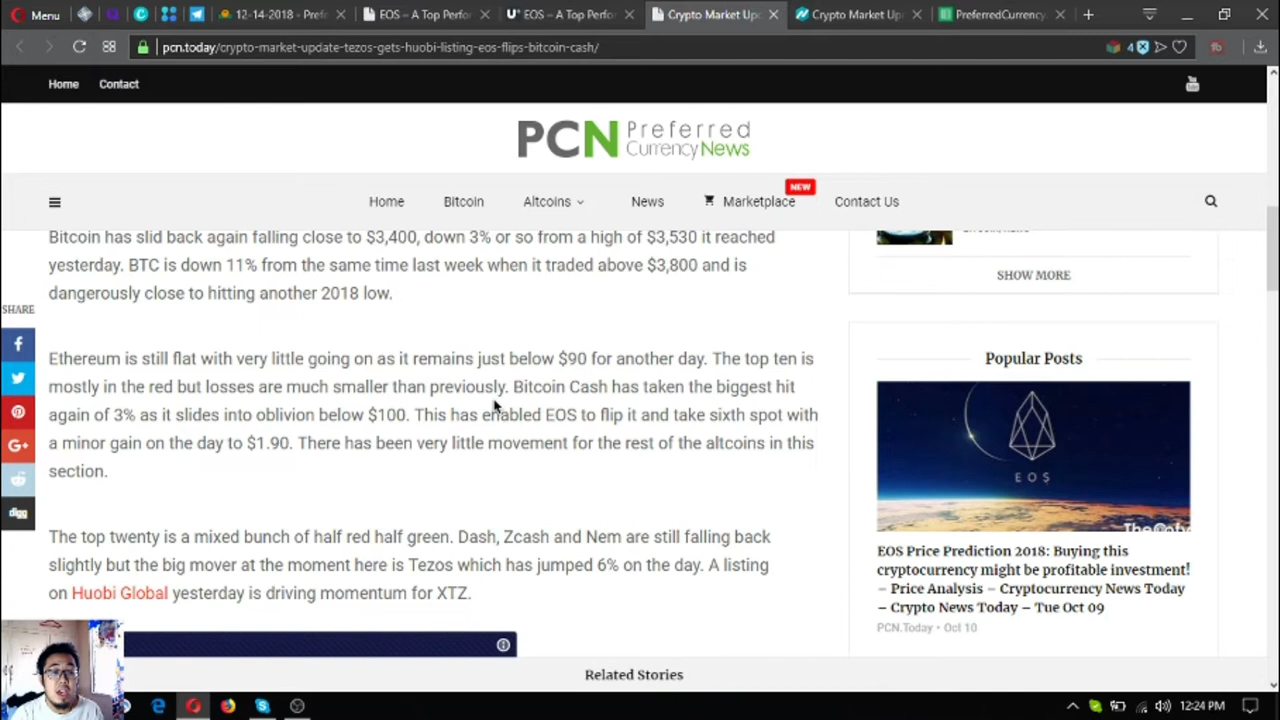 Menu
12-14-2018 - Prefe
EOS – A Top Perfor
EOS – A Top Perfor
Crypto Market Upd
Crypto Market Upd
PreferredCurrency
pcn.today/crypto-market-update-tezos-gets-huobi-listing-eos-flips-bitcoin-cash/
4
Home Contact
PCN Preferred
CurrencyNews
NEW
Home Bitcoin Altcoins News Marketplace Contact Us
Bitcoin has slid back again falling close to $3,400, down 3% or so from a high of $3,530 it reached
yesterday. BTC is down 11% from the same time last week when it traded above $3,800 and is
dangerously close to hitting another 2018 low.
SHOW MORE
SHARE
Ethereum is still flat with very little going on as it remains just below $90 for another day. The top ten is
mostly in the red but losses are much smaller than previously. Bitcoin Cash has taken the biggest hit
again of 3% as it slides into oblivion below $100. This has enabled EOS to flip it and take sixth spot with
a minor gain on the day to $1.90. There has been very little movement for the rest of the altcoins in this
section.
digg
The top twenty is a mixed bunch of half red half green. Dash, Zcash and Nem are still falling back
slightly but the big mover at the moment here is Tezos which has jumped 6% on the day. A listing
on Huobi Global yesterday is driving momentum for XTZ.
Popular Posts
EOS
EOS Price Prediction 2018: Buying this
cryptocurrency might be profitable investment!
– Price Analysis – Cryptocurrency News Today
– Crypto News Today – Tue Oct 09
PCN.Today • Oct 10
Related Stories
12:24 PM